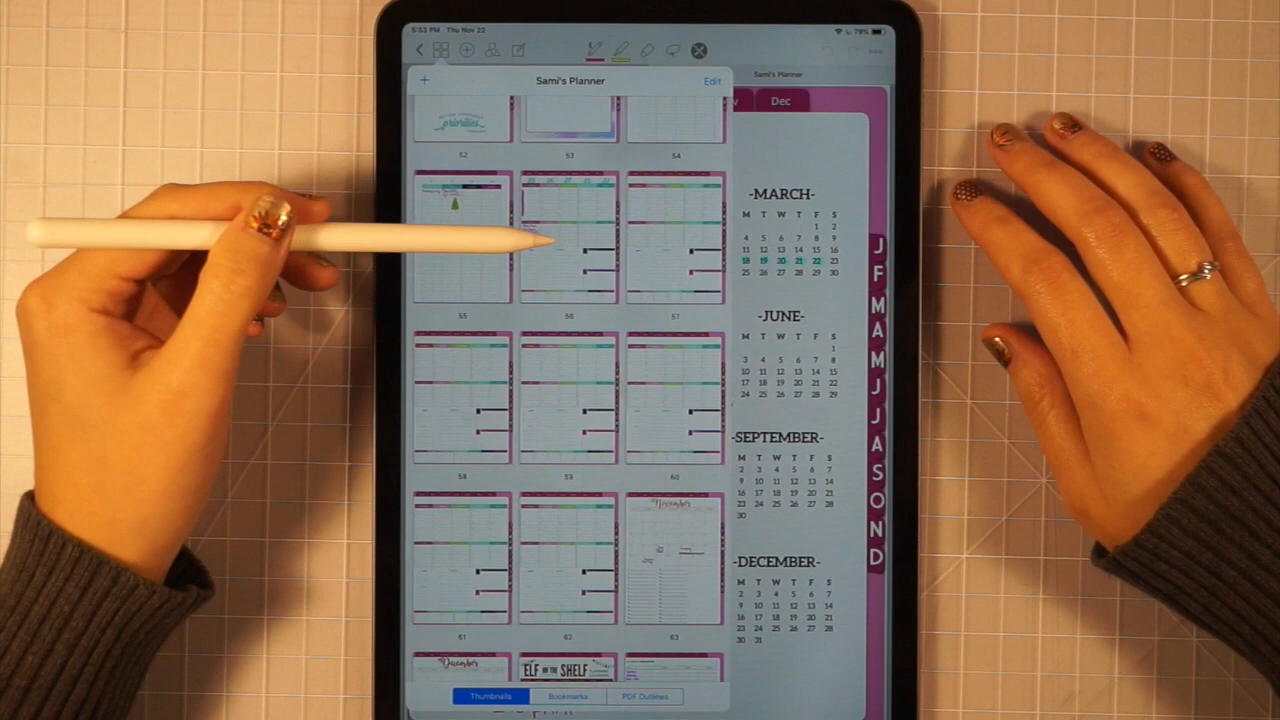 5:53 PM Thu Nov 22
79%
Sami's Planner
+
Sami's Planner
Edit
v
Dec
priorities
52
53
54
55
56
57
58
59
60
November
61
62
63
December
ELF ON THE SHELF
Thumbnails
Bookmarks
PDF Outlines
-MARCH-
M T W T F S
1 2
4 5 6 7 8 9
11 12 13 14 15 16
18 19 20 21 22 23
25 26 27 28 29 30
-JUNE-
M T W T F S
1
3 4 5 6 7 8
10 11 12 13 14 15
17 18 19 20 21 22
24 25 26 27 28 29
-SEPTEMBER-
M T W T F S
2 3 4 5 6 7
9 10 11 12 13 14
16 17 18 19 20 21
23 24 25 26 27 28
30
-DECEMBER-
M T W T F S
2 3 4 5 6 7
9 10 11 12 13 14
16 17 18 19 20 21
23 24 25 26 27 28
30 31
J
F
M
A
M
J
J
A
S
O
N
D